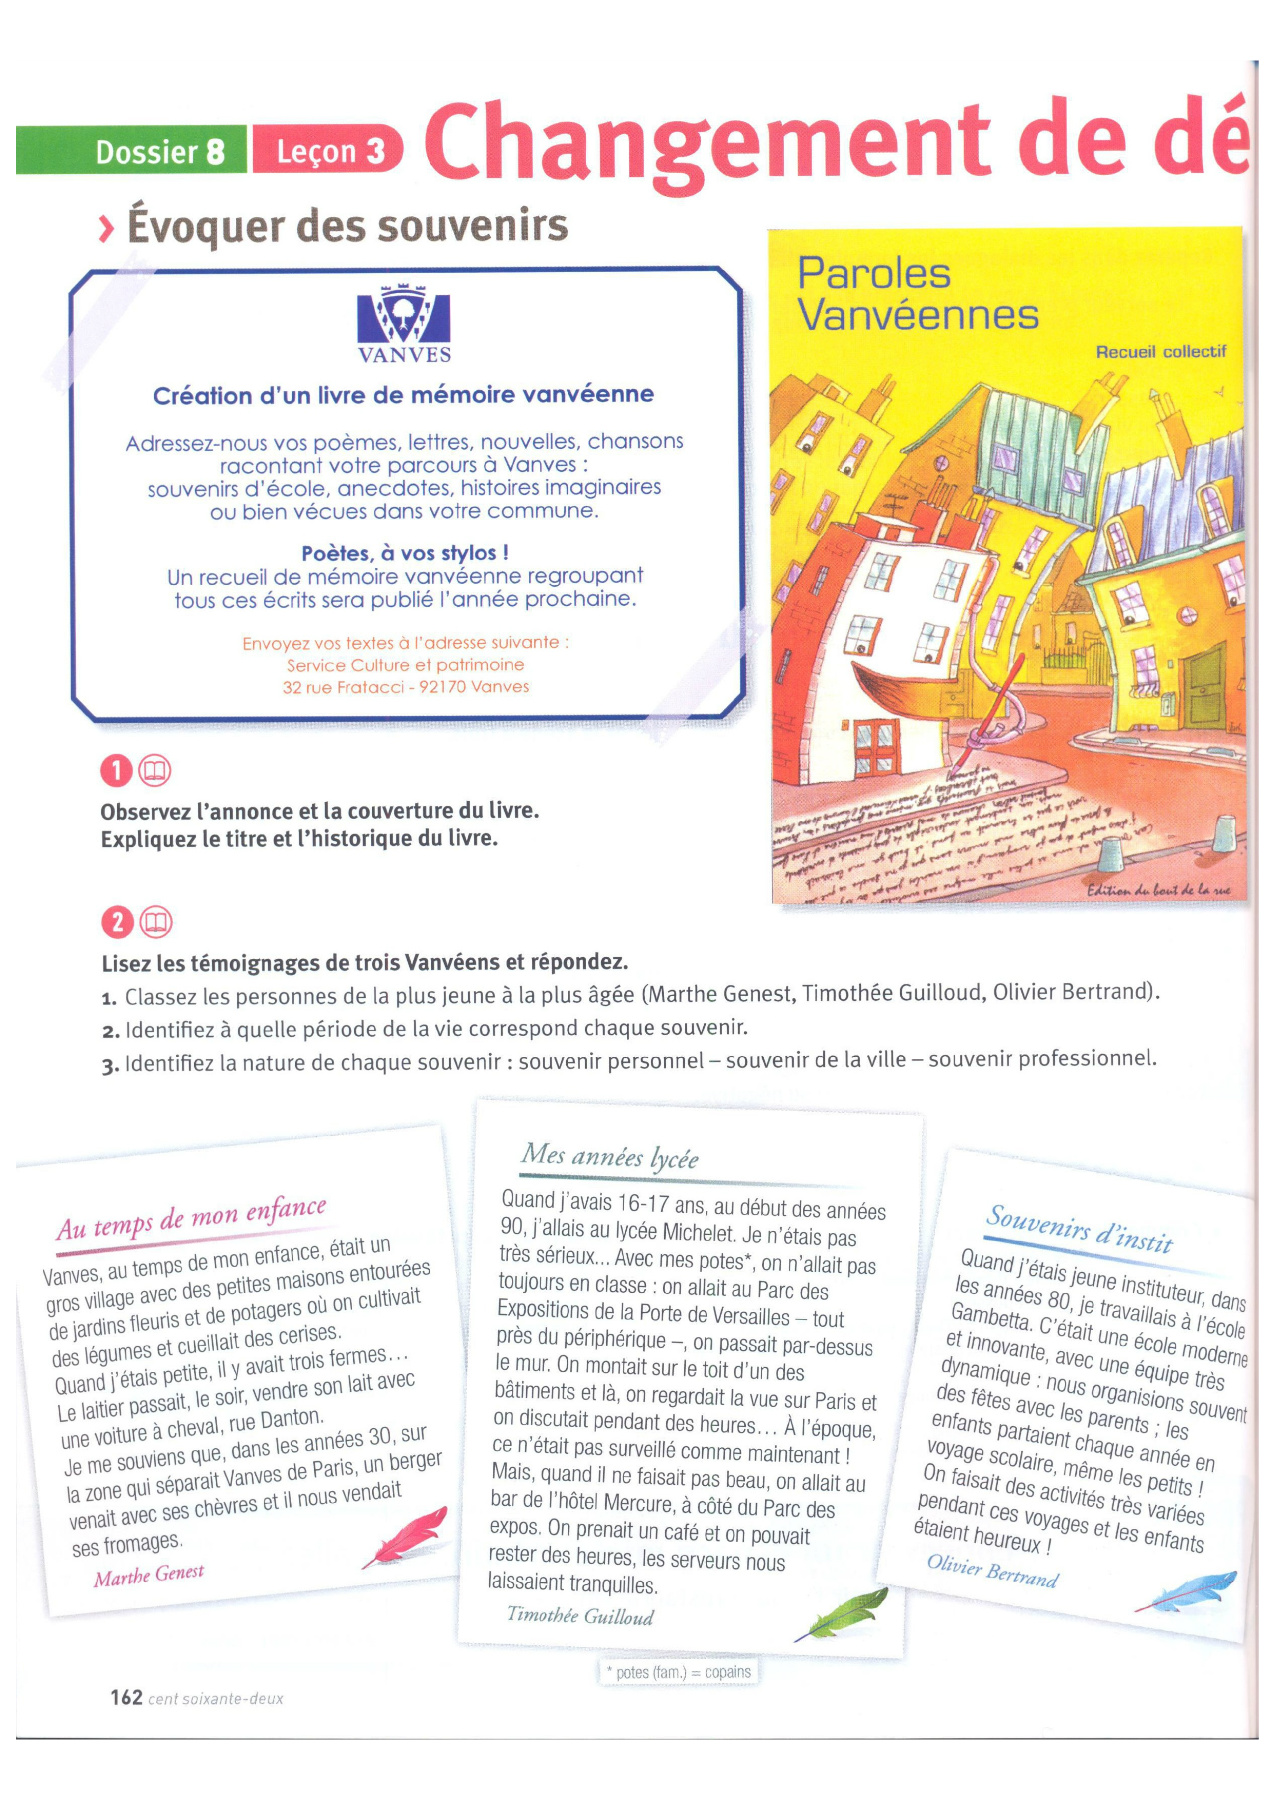 Dossier 8 Leçon 3 Changement de dé
› Évoquer des souvenirs
VANVES
Création d'un livre de mémoire vanvéenne
Adressez-nous vos poèmes, lettres, nouvelles, chansons
racontant votre parcours à Vanves :
souvenirs d'école, anecdotes, histoires imaginaires
ou bien vécues dans votre commune.
Poètes, à vos stylos !
Un recueil de mémoire vanvéenne regroupant
tous ces écrits sera publié l'année prochaine.
Envoyez vos textes à l'adresse suivante :
Service Culture et patrimoine
32 rue Fratacci - 92170 Vanves
Paroles
Vanvéennes
Recueil collectif
Edition du bout de la rue
1
Observez l'annonce et la couverture du livre.
Expliquez le titre et l'historique du livre.
2
Lisez les témoignages de trois Vanvéens et répondez.
1. Classez les personnes de la plus jeune à la plus âgée (Marthe Genest, Timothée Guilloud, Olivier Bertrand).
2. Identifiez à quelle période de la vie correspond chaque souvenir.
3. Identifiez la nature de chaque souvenir : souvenir personnel – souvenir de la ville – souvenir professionnel.
Au temps de mon enfance
Vanves, au temps de mon enfance, était un
gros village avec des petites maisons entourées
de jardins fleuris et de potagers où on cultivait
des légumes et cueillait des cerises.
Quand j'étais petite, il y avait trois fermes...
Le laitier passait, le soir, vendre son lait avec
une voiture à cheval, rue Danton.
Je me souviens que, dans les années 30, sur
la zone qui séparait Vanves de Paris, un berger
venait avec ses chèvres et il nous vendait
ses fromages.
Marthe Genest
Mes années lycée
Quand j'avais 16-17 ans, au début des années
90, j'allais au lycée Michelet. Je n'étais pas
très sérieux... Avec mes potes*, on n'allait pas
toujours en classe : on allait au Parc des
Expositions de la Porte de Versailles – tout
près du périphérique –, on passait par-dessus
le mur. On montait sur le toit d'un des
bâtiments et là, on regardait la vue sur Paris et
on discutait pendant des heures... À l'époque,
ce n'était pas surveillé comme maintenant !
Mais, quand il ne faisait pas beau, on allait au
bar de l'hôtel Mercure, à côté du Parc des
expos. On prenait un café et on pouvait
rester des heures, les serveurs nous
laissaient tranquilles.
Timothée Guilloud
* potes (fam.) = copains
Souvenirs d'instit
Quand j'étais jeune instituteur, dans
les années 80, je travaillais à l'école
Gambetta. C'était une école moderne
et innovante, avec une équipe très
dynamique : nous organisions souvent
des fêtes avec les parents ; les
enfants partaient chaque année en
voyage scolaire, même les petits !
On faisait des activités très variées
pendant ces voyages et les enfants
étaient heureux !
Olivier Bertrand
162 cent soixante-deux